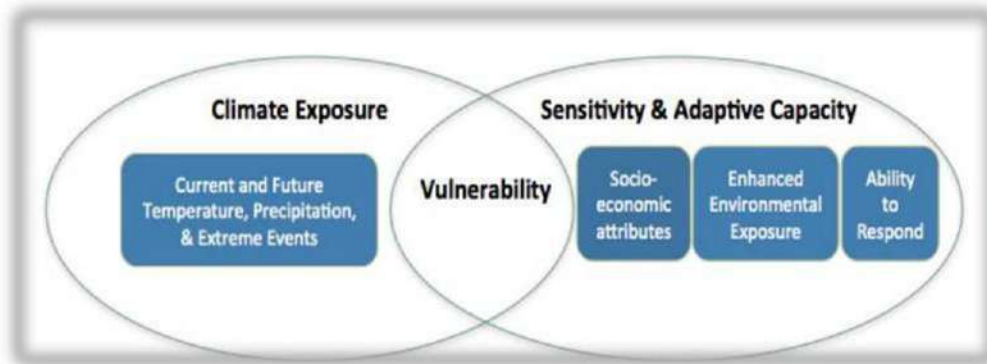 Climate Exposure
Current and Future
Temperature, Precipitation,
& Extreme Events
Vulnerability
Sensitivity & Adaptive Capacity
Socio-
economic
attributes
Enhanced
Environmental
Exposure
Ability
to
Respond